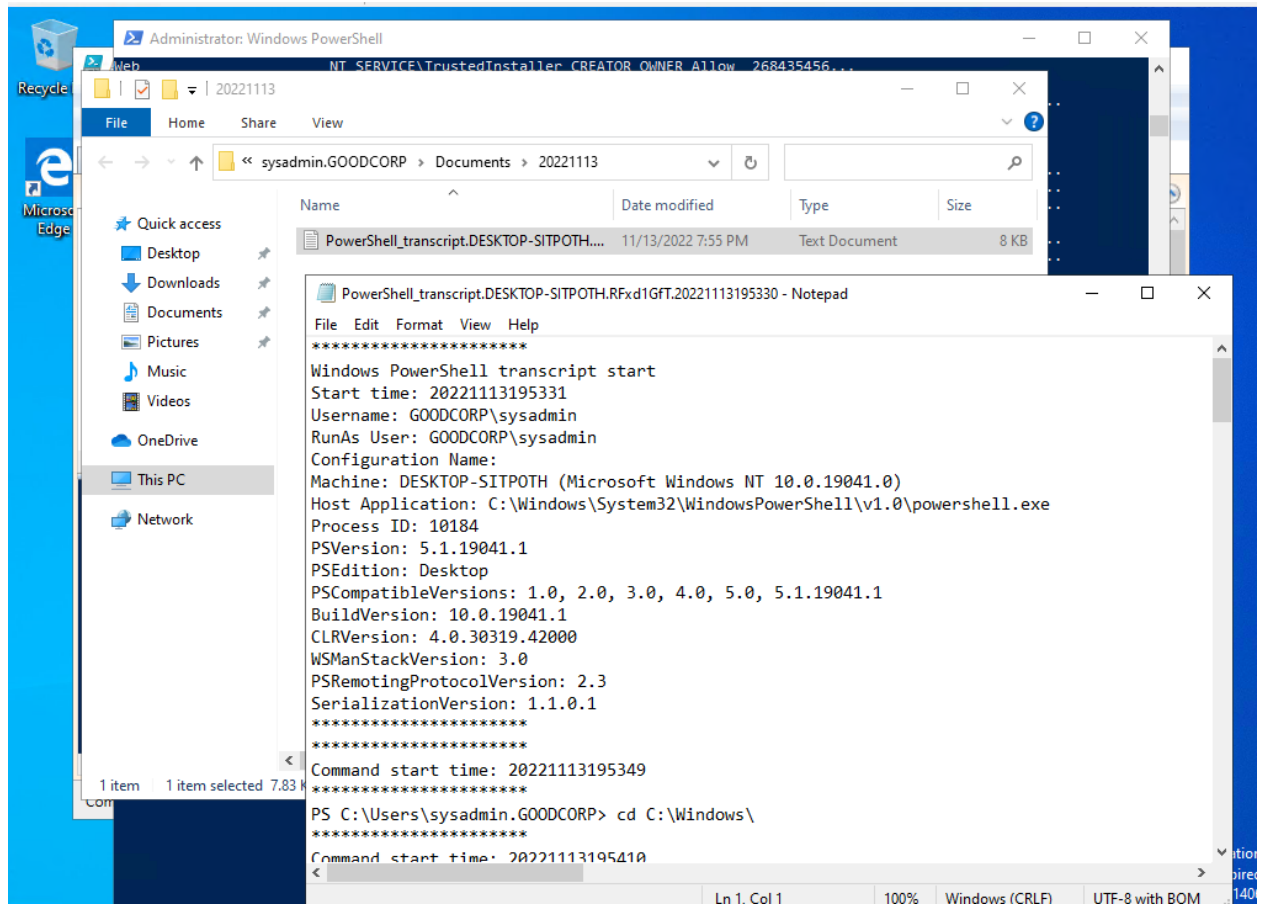 Administrator: Windows PowerShell
Web NT SERVICE\TrustedInstaller CREATOR OWNER Allow 268435456...
Recycle
20221113
File Home Share View
« sysadmin.GOODCORP > Documents > 20221113
Microso
Edge
Name Date modified Type Size
PowerShell_transcript.DESKTOP-SITPOTH.... 11/13/2022 7:55 PM Text Document 8 KB
Quick access
Desktop
Downloads
Documents
Pictures
Music
Videos
OneDrive
This PC
Network
1 item 1 item selected 7.83 K
Com
PowerShell_transcript.DESKTOP-SITPOTH.RFxd1GfT.20221113195330 - Notepad
File Edit Format View Help
**********************
Windows PowerShell transcript start
Start time: 20221113195331
Username: GOODCORP\sysadmin
RunAs User: GOODCORP\sysadmin
Configuration Name:
Machine: DESKTOP-SITPOTH (Microsoft Windows NT 10.0.19041.0)
Host Application: C:\Windows\System32\WindowsPowerShell\v1.0\powershell.exe
Process ID: 10184
PSVersion: 5.1.19041.1
PSEdition: Desktop
PSCompatibleVersions: 1.0, 2.0, 3.0, 4.0, 5.0, 5.1.19041.1
BuildVersion: 10.0.19041.1
CLRVersion: 4.0.30319.42000
WSManStackVersion: 3.0
PSRemotingProtocolVersion: 2.3
SerializationVersion: 1.1.0.1
**********************
**********************
Command start time: 20221113195349
**********************
PS C:\Users\sysadmin.GOODCORP> cd C:\Windows\
**********************
Command start time: 20221113195410
Ln 1, Col 1 100% Windows (CRLF) UTF-8 with BOM
ation
pired
1400